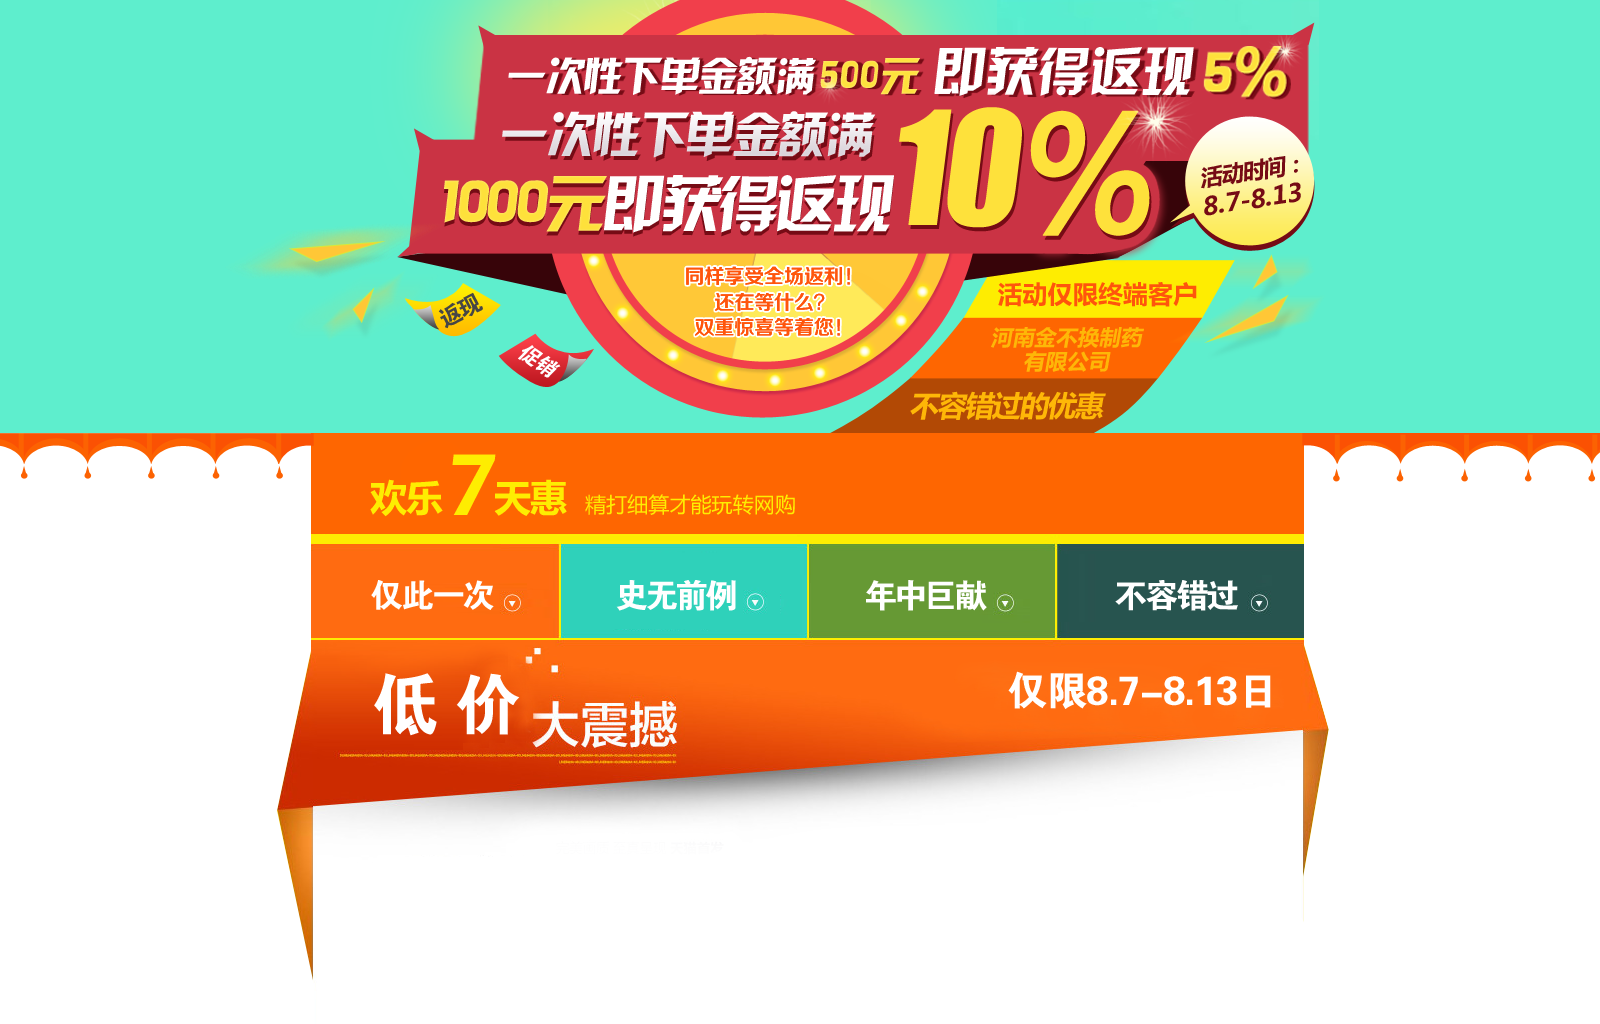 一次性下单金额满500元 即获得返现5%
一次性下单金额满
1000元即获得返现10%
活动时间：
8.7-8.13
同样享受全场返利！
还在等什么？
双重惊喜等着您！
返现
促销
活动仅限终端客户
河南金不换制药
有限公司
不容错过的优惠
欢乐7天惠 精打细算才能玩转网购
仅此一次
史无前例
年中巨献
不容错过
低价大震撼
仅限8.7-8.13日